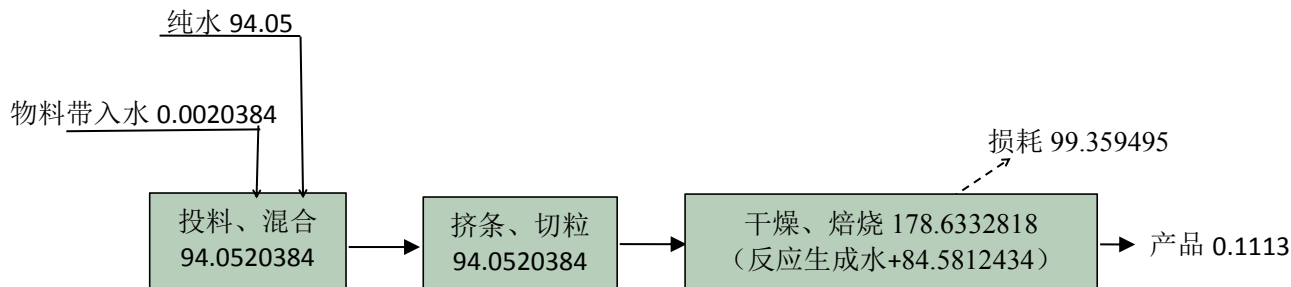 纯水 94.05
物料带入水 0.0020384
损耗 99.359495
投料、混合
94.0520384
挤条、切粒
94.0520384
干燥、焙烧 178.6332818
（反应生成水+84.5812434）
产品 0.1113